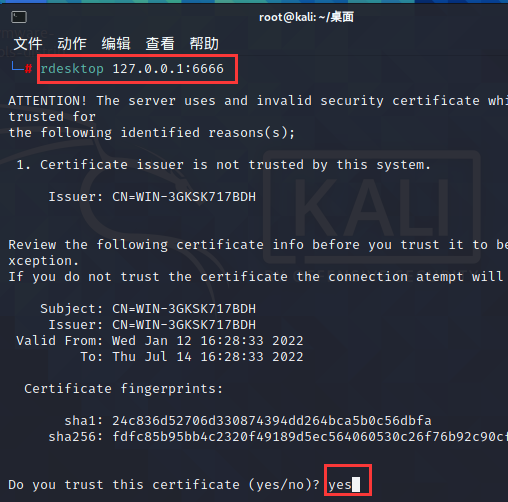 root@kali: ~/桌面
文件 动作 编辑 查看 帮助
# rdesktop 127.0.0.1:6666
ATTENTION! The server uses and invalid security certificate whi
trusted for
the following identified reasons(s);
1. Certificate issuer is not trusted by this system.
Issuer: CN=WIN-3GKSK717BDH
KALI
Review the following certificate info before you trust it to be
xception.
If you do not trust the certificate the connection atempt will
Subject: CN=WIN-3GKSK717BDH
Issuer: CN=WIN-3GKSK717BDH
Valid From: Wed Jan 12 16:28:33 2022
To: Thu Jul 14 16:28:33 2022
Certificate fingerprints:
sha1: 24c836d52706d330874394dd264bca5b0c56dbfa
sha256: fdfc85b95bb4c2320f49189d5ec564060530c26f76b92c90cf
Do you trust this certificate (yes/no)? yes